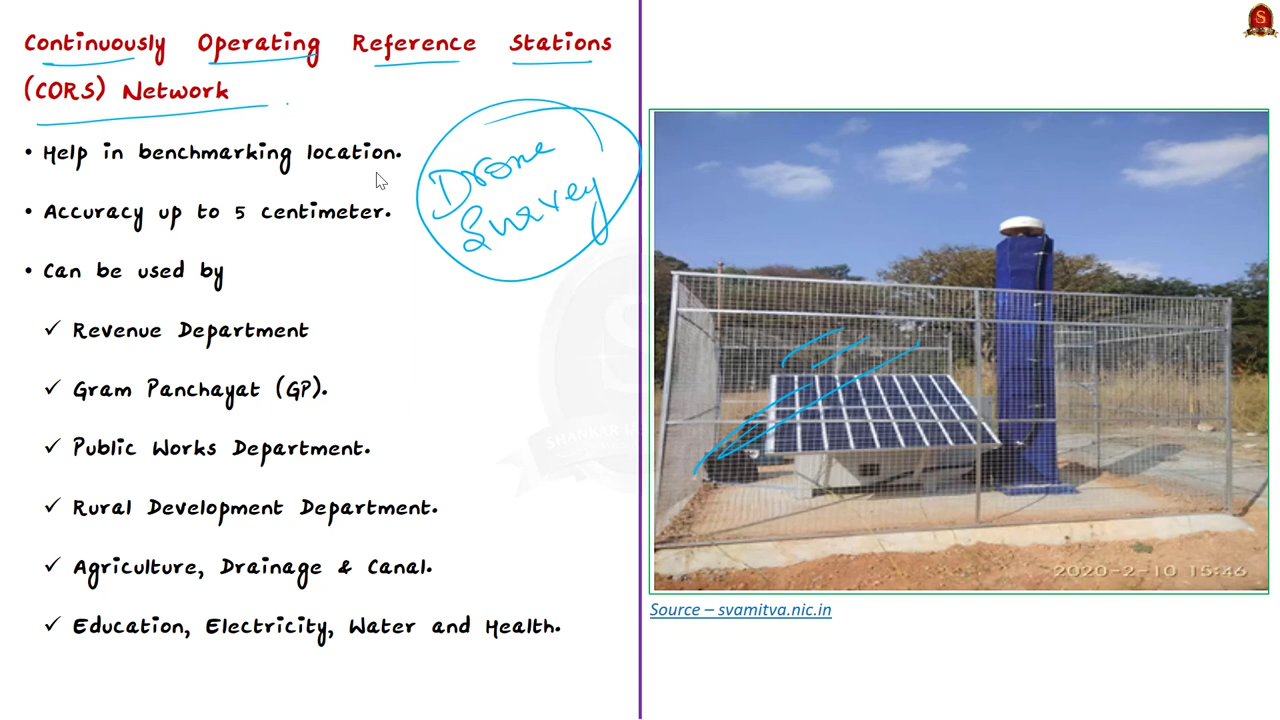 Continuously Operating Reference Stations
(CORS) Network
• Help in benchmarking location.
• Accuracy up to 5 centimeter.
• Can be used by
✓ Revenue Department
✓ Gram Panchayat (GP).
✓ Public Works Department.
✓ Rural Development Department.
✓ Agriculture, Drainage & Canal.
✓ Education, Electricity, Water and Health.
Drone
Survey
S
2020-2-10 15:46
Source – svamitva.nic.in